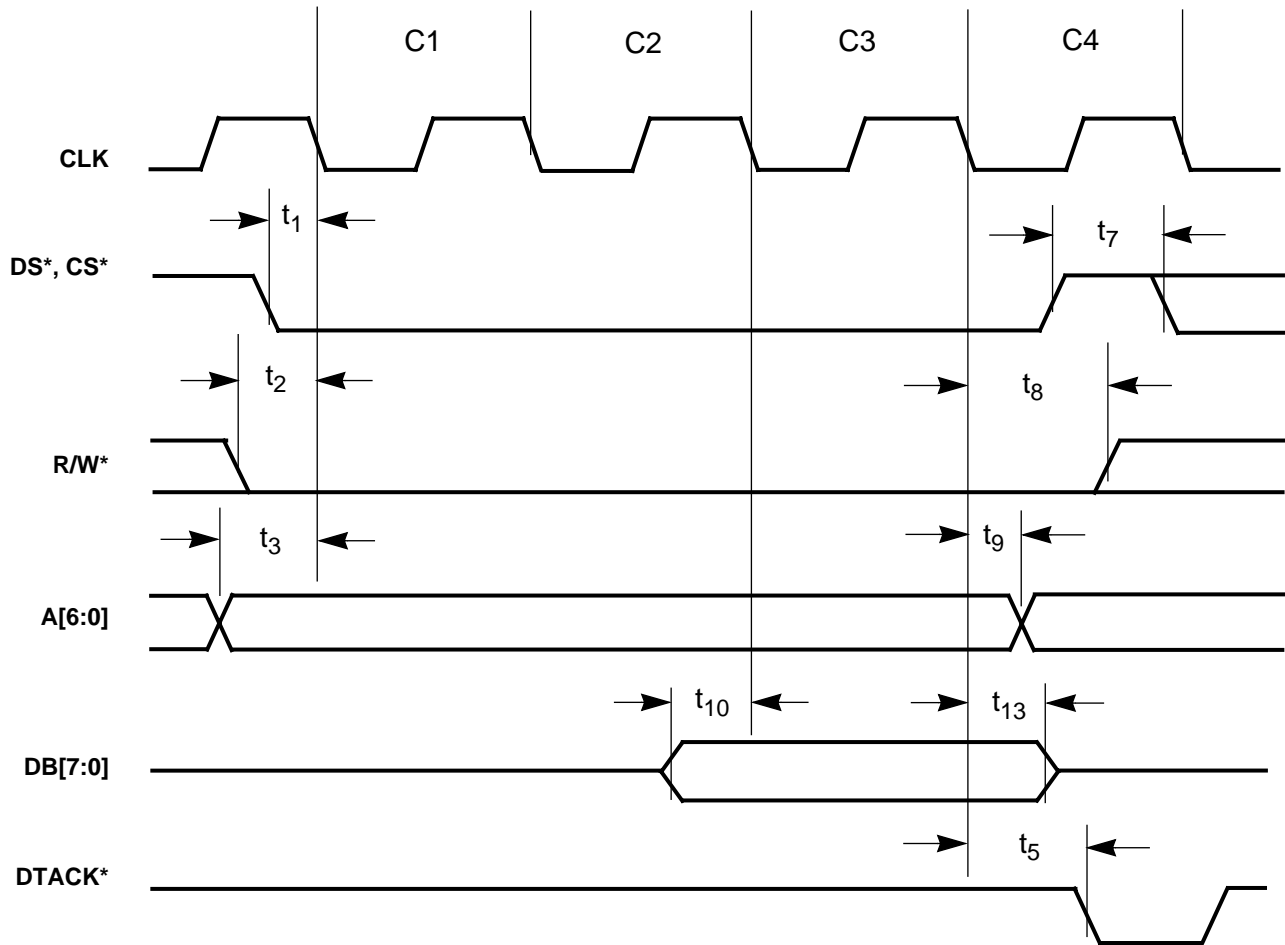 C1 C2 C3 C4
CLK
t1
t7
DS*, CS*
t2
t8
R/W*
t3
t9
A[6:0]
t10
t13
DB[7:0]
t5
DTACK*